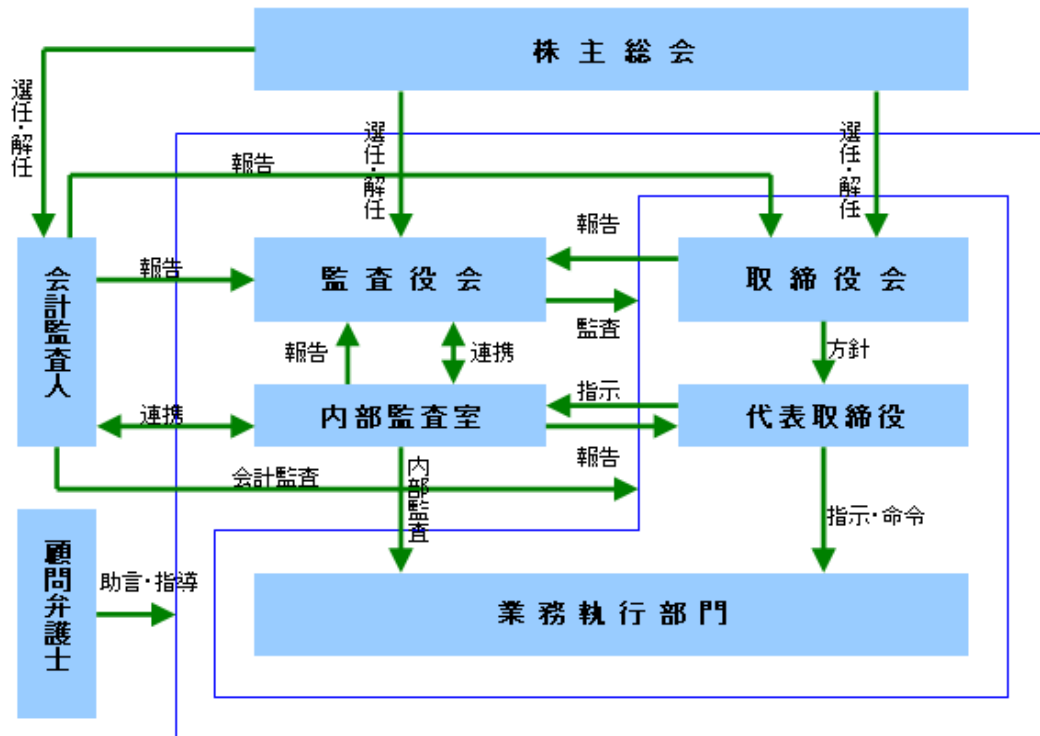 株主総会
選任・解任
選任・解任
選任・解任
報告
会計監査人
報告
監査役会
報告
取締役会
監査
報告
連携
方針
連携
内部監査室
指示
代表取締役
報告
会計監査
内部監査
指示・命令
顧問弁護士
助言・指導
業務執行部門